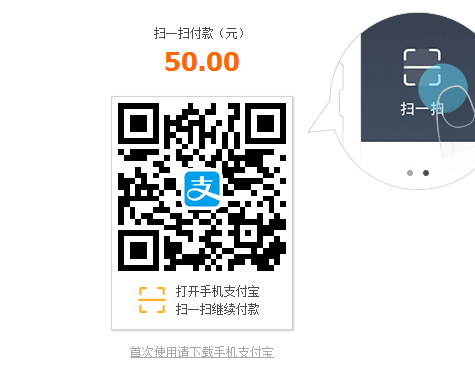 扫一扫付款（元）
50.00
扫一扫
支
打开手机支付宝
扫一扫继续付款
首次使用请下载手机支付宝